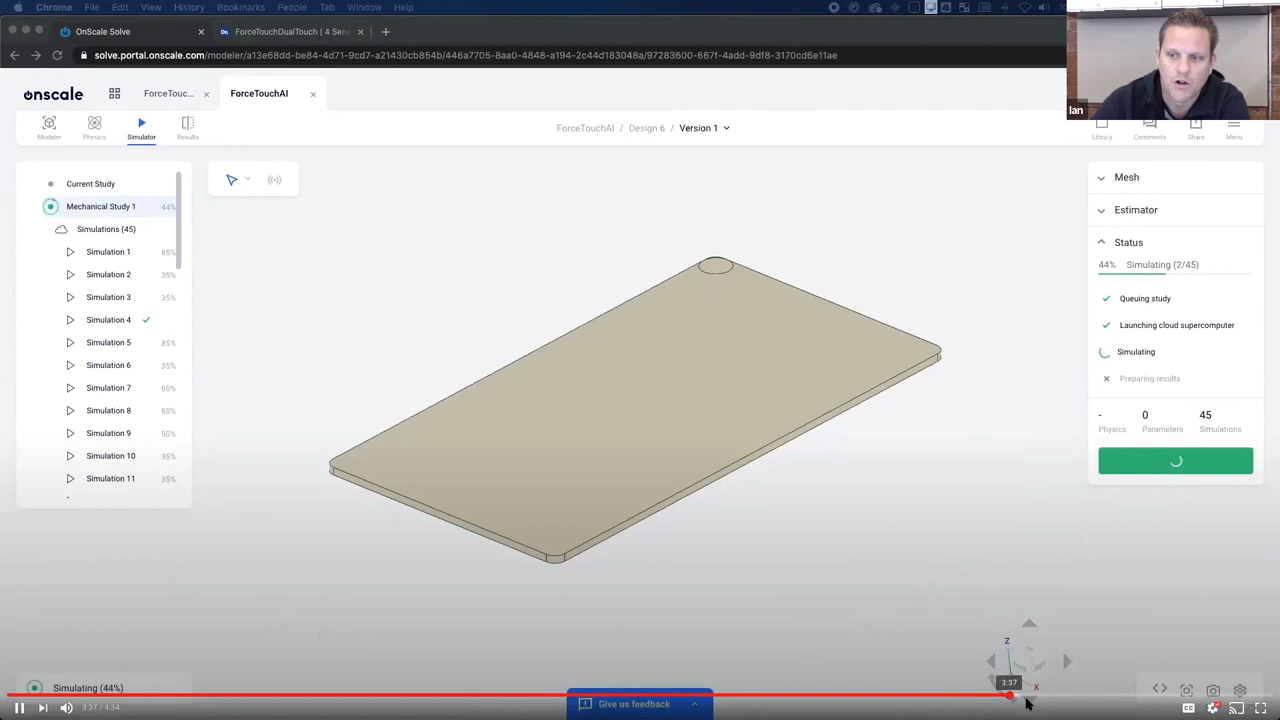 Chrome File Edit View History Bookmarks People Tab Window Help
OnScale Solve
ForceTouchDualTouch | 4 Sen
solve.portal.onscale.com/modeler/a13e68dd-be84-4d71-9cd7-a21430cb854b/446a7705-8aa0-4848-a194-2c44d183048a/97283600-667f-4add-9df8-3170cd6e11ae
Ian
onscale
ForceTouc...
ForceTouchAI
Modeler Physics Simulator Results
ForceTouchAI / Design 6 / Version 1
Library Comments Share Menu
Current Study
Mechanical Study 1 44%
Simulations (45)
Simulation 1 85%
Simulation 2 35%
Simulation 3 35%
Simulation 4
Simulation 5 85%
Simulation 6 35%
Simulation 7 60%
Simulation 8 60%
Simulation 9 50%
Simulation 10 35%
Simulation 11 35%
Mesh
Estimator
Status
44% Simulating (2/45)
Queuing study
Launching cloud supercomputer
Simulating
Preparing results
- 0 45
Physics Parameters Simulations
Z
X
3:37
Simulating (44%)
Give us feedback
3:37 / 4:34
CC